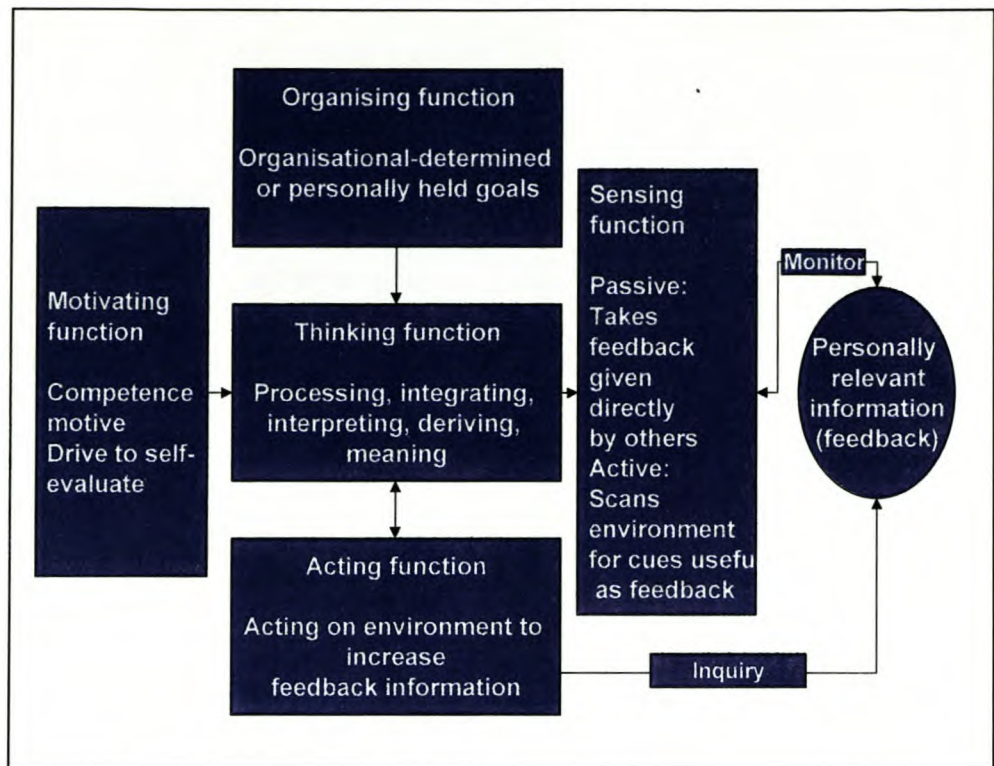 Organising function
Organisational-determined
or personally held goals
Motivating
function
Competence
motive
Drive to self-
evaluate
Thinking function
Processing, integrating,
interpreting, deriving,
meaning
Acting function
Acting on environment to
increase
feedback information
Sensing
function
Passive:
Takes
feedback
given
directly
by others
Active:
Scans
environment
for cues usefu
as feedback
Monitor
Personally
relevant
information
(feedback)
Inquiry